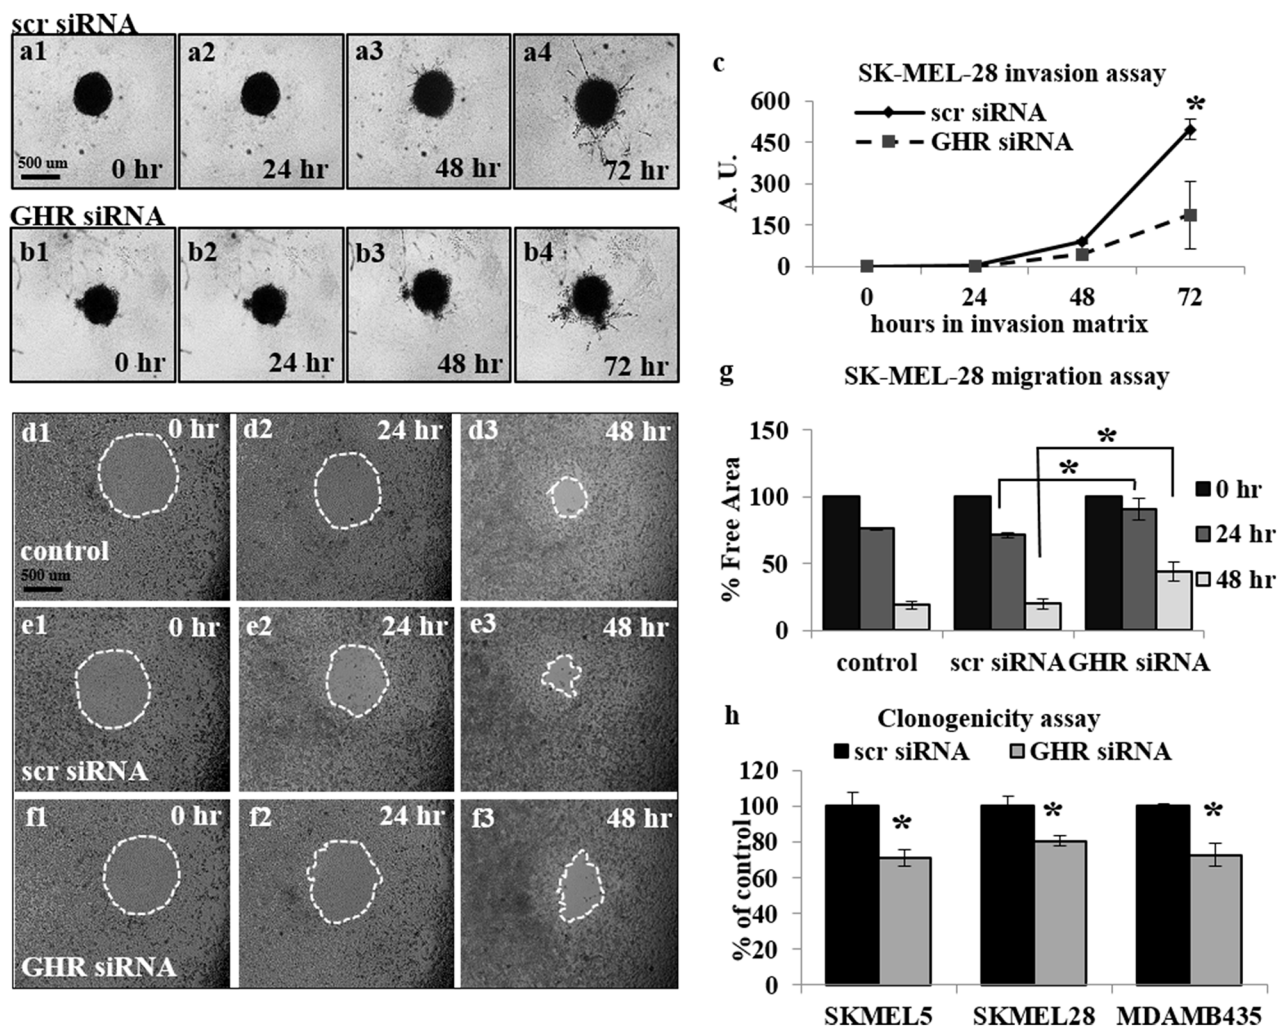 scr siRNA
a1 a2 a3 a4
500 um 0 hr 24 hr 48 hr 72 hr
GHR siRNA
b1 b2 b3 b4
0 hr 24 hr 48 hr 72 hr
c
SK-MEL-28 invasion assay
scr siRNA
GHR siRNA
A. U.
600
450
300
150
0
0 24 48 72
hours in invasion matrix
*
d1 0 hr d2 24 hr d3 48 hr
control
500 um
e1 0 hr e2 24 hr e3 48 hr
scr siRNA
f1 0 hr f2 24 hr f3 48 hr
GHR siRNA
g
SK-MEL-28 migration assay
% Free Area
150
100
50
0
* *
0 hr
24 hr
48 hr
control scr siRNA GHR siRNA
h
Clonogenicity assay
scr siRNA GHR siRNA
% of control
120
100
80
60
40
20
0
* * *
SKMEL5 SKMEL28 MDAMB435